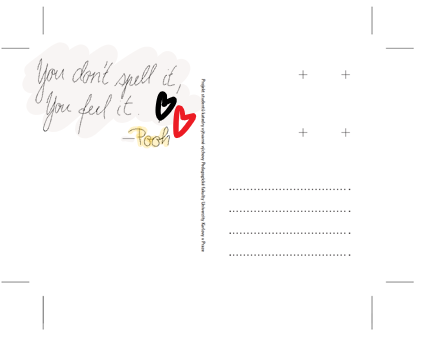 You don't spell it,
You feel it.
—Pooh
Projekt studentů katedry výtvarné výchovy Pedagogické fakulty Univerzity Karlovy v Praze